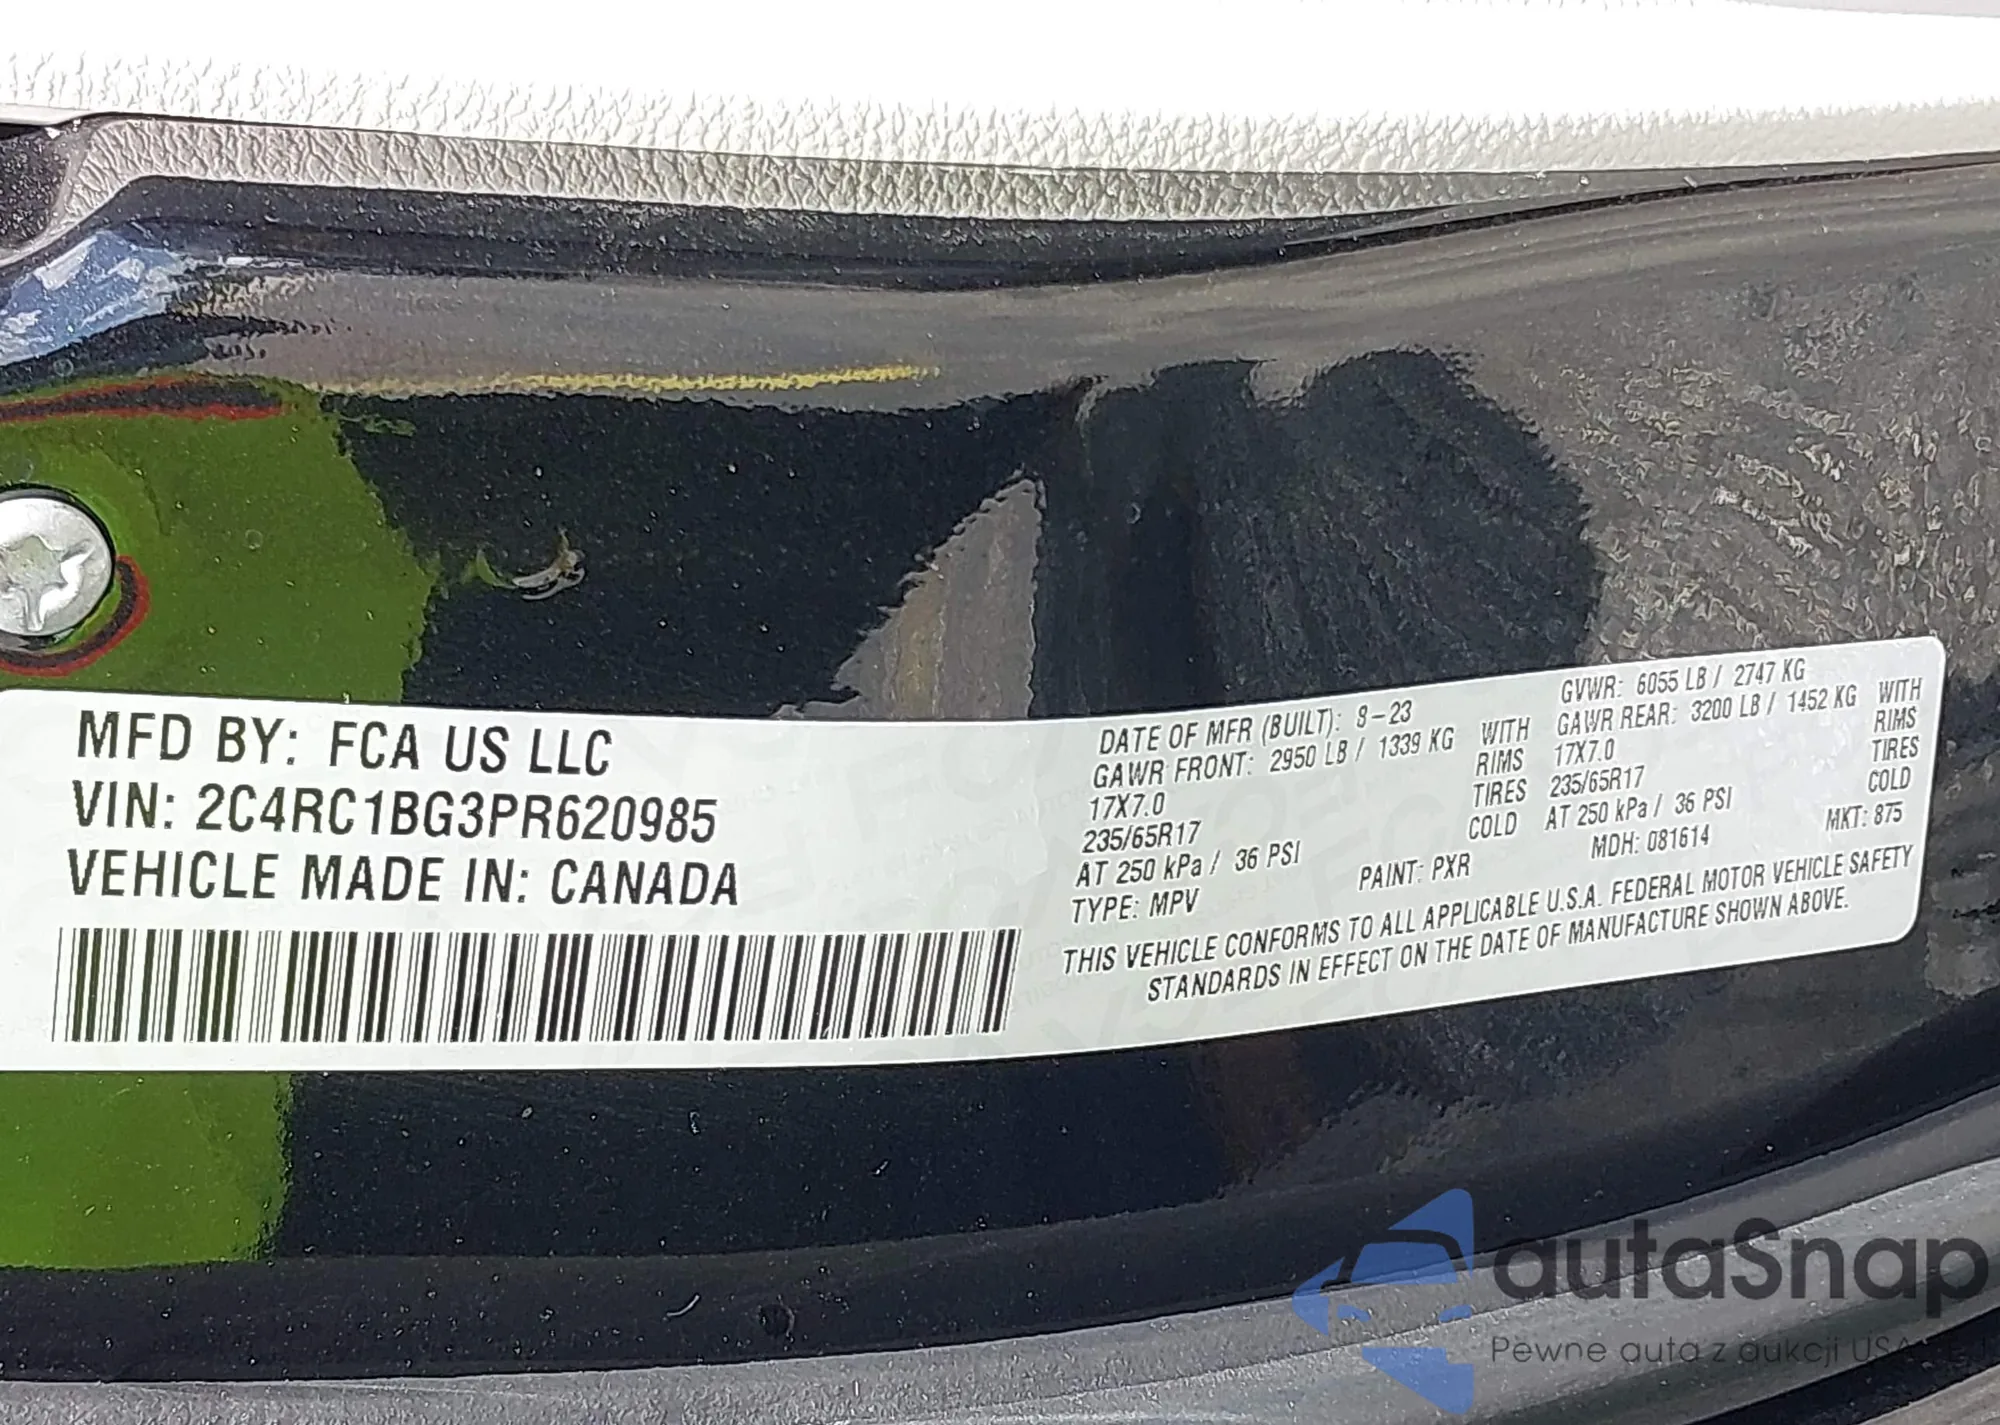 MFD BY: FCA US LLC
VIN: 2C4RC1BG3PR620985
VEHICLE MADE IN: CANADA
DATE OF MFR (BUILT): 8-23
GVWR: 6055 LB / 2747 KG
GAWR FRONT: 2950 LB / 1339 KG WITH
GAWR REAR: 3200 LB / 1452 KG WITH
17X7.0 RIMS
17X7.0 RIMS
235/65R17 TIRES
235/65R17 TIRES
AT 250 kPa / 36 PSI COLD
AT 250 kPa / 36 PSI COLD
TYPE: MPV PAINT: PXR MDH: 081614 MKT: 875
THIS VEHICLE CONFORMS TO ALL APPLICABLE U.S.A. FEDERAL MOTOR VEHICLE SAFETY
STANDARDS IN EFFECT ON THE DATE OF MANUFACTURE SHOWN ABOVE.
autaSnap
Pewne auta z aukcji USA